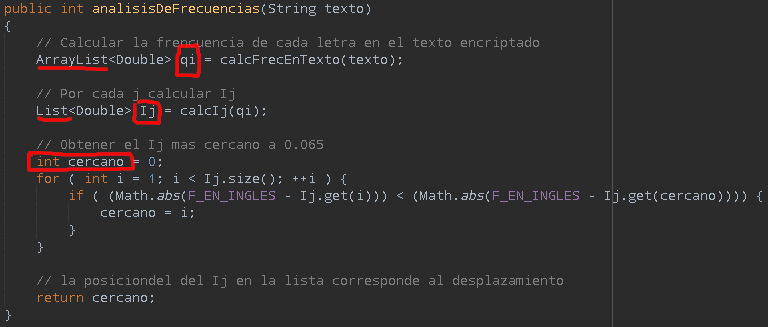 public int analisisDeFrecuencias(String texto)
{
// Calcular la frencuencia de cada letra en el texto encriptado
ArrayList<Double> qi = calcFrecEnTexto(texto);
// Por cada j calcular Ij
List<Double> Ij = calcIj(qi);
// Obtener el Ij mas cercano a 0.065
int cercano = 0;
for ( int i = 1; i < Ij.size(); ++i ) {
if ( (Math.abs(F_EN_INGLES - Ij.get(i))) < (Math.abs(F_EN_INGLES - Ij.get(cercano)))) {
cercano = i;
}
}
// la posiciondel del Ij en la lista corresponde al desplazamiento
return cercano;
}